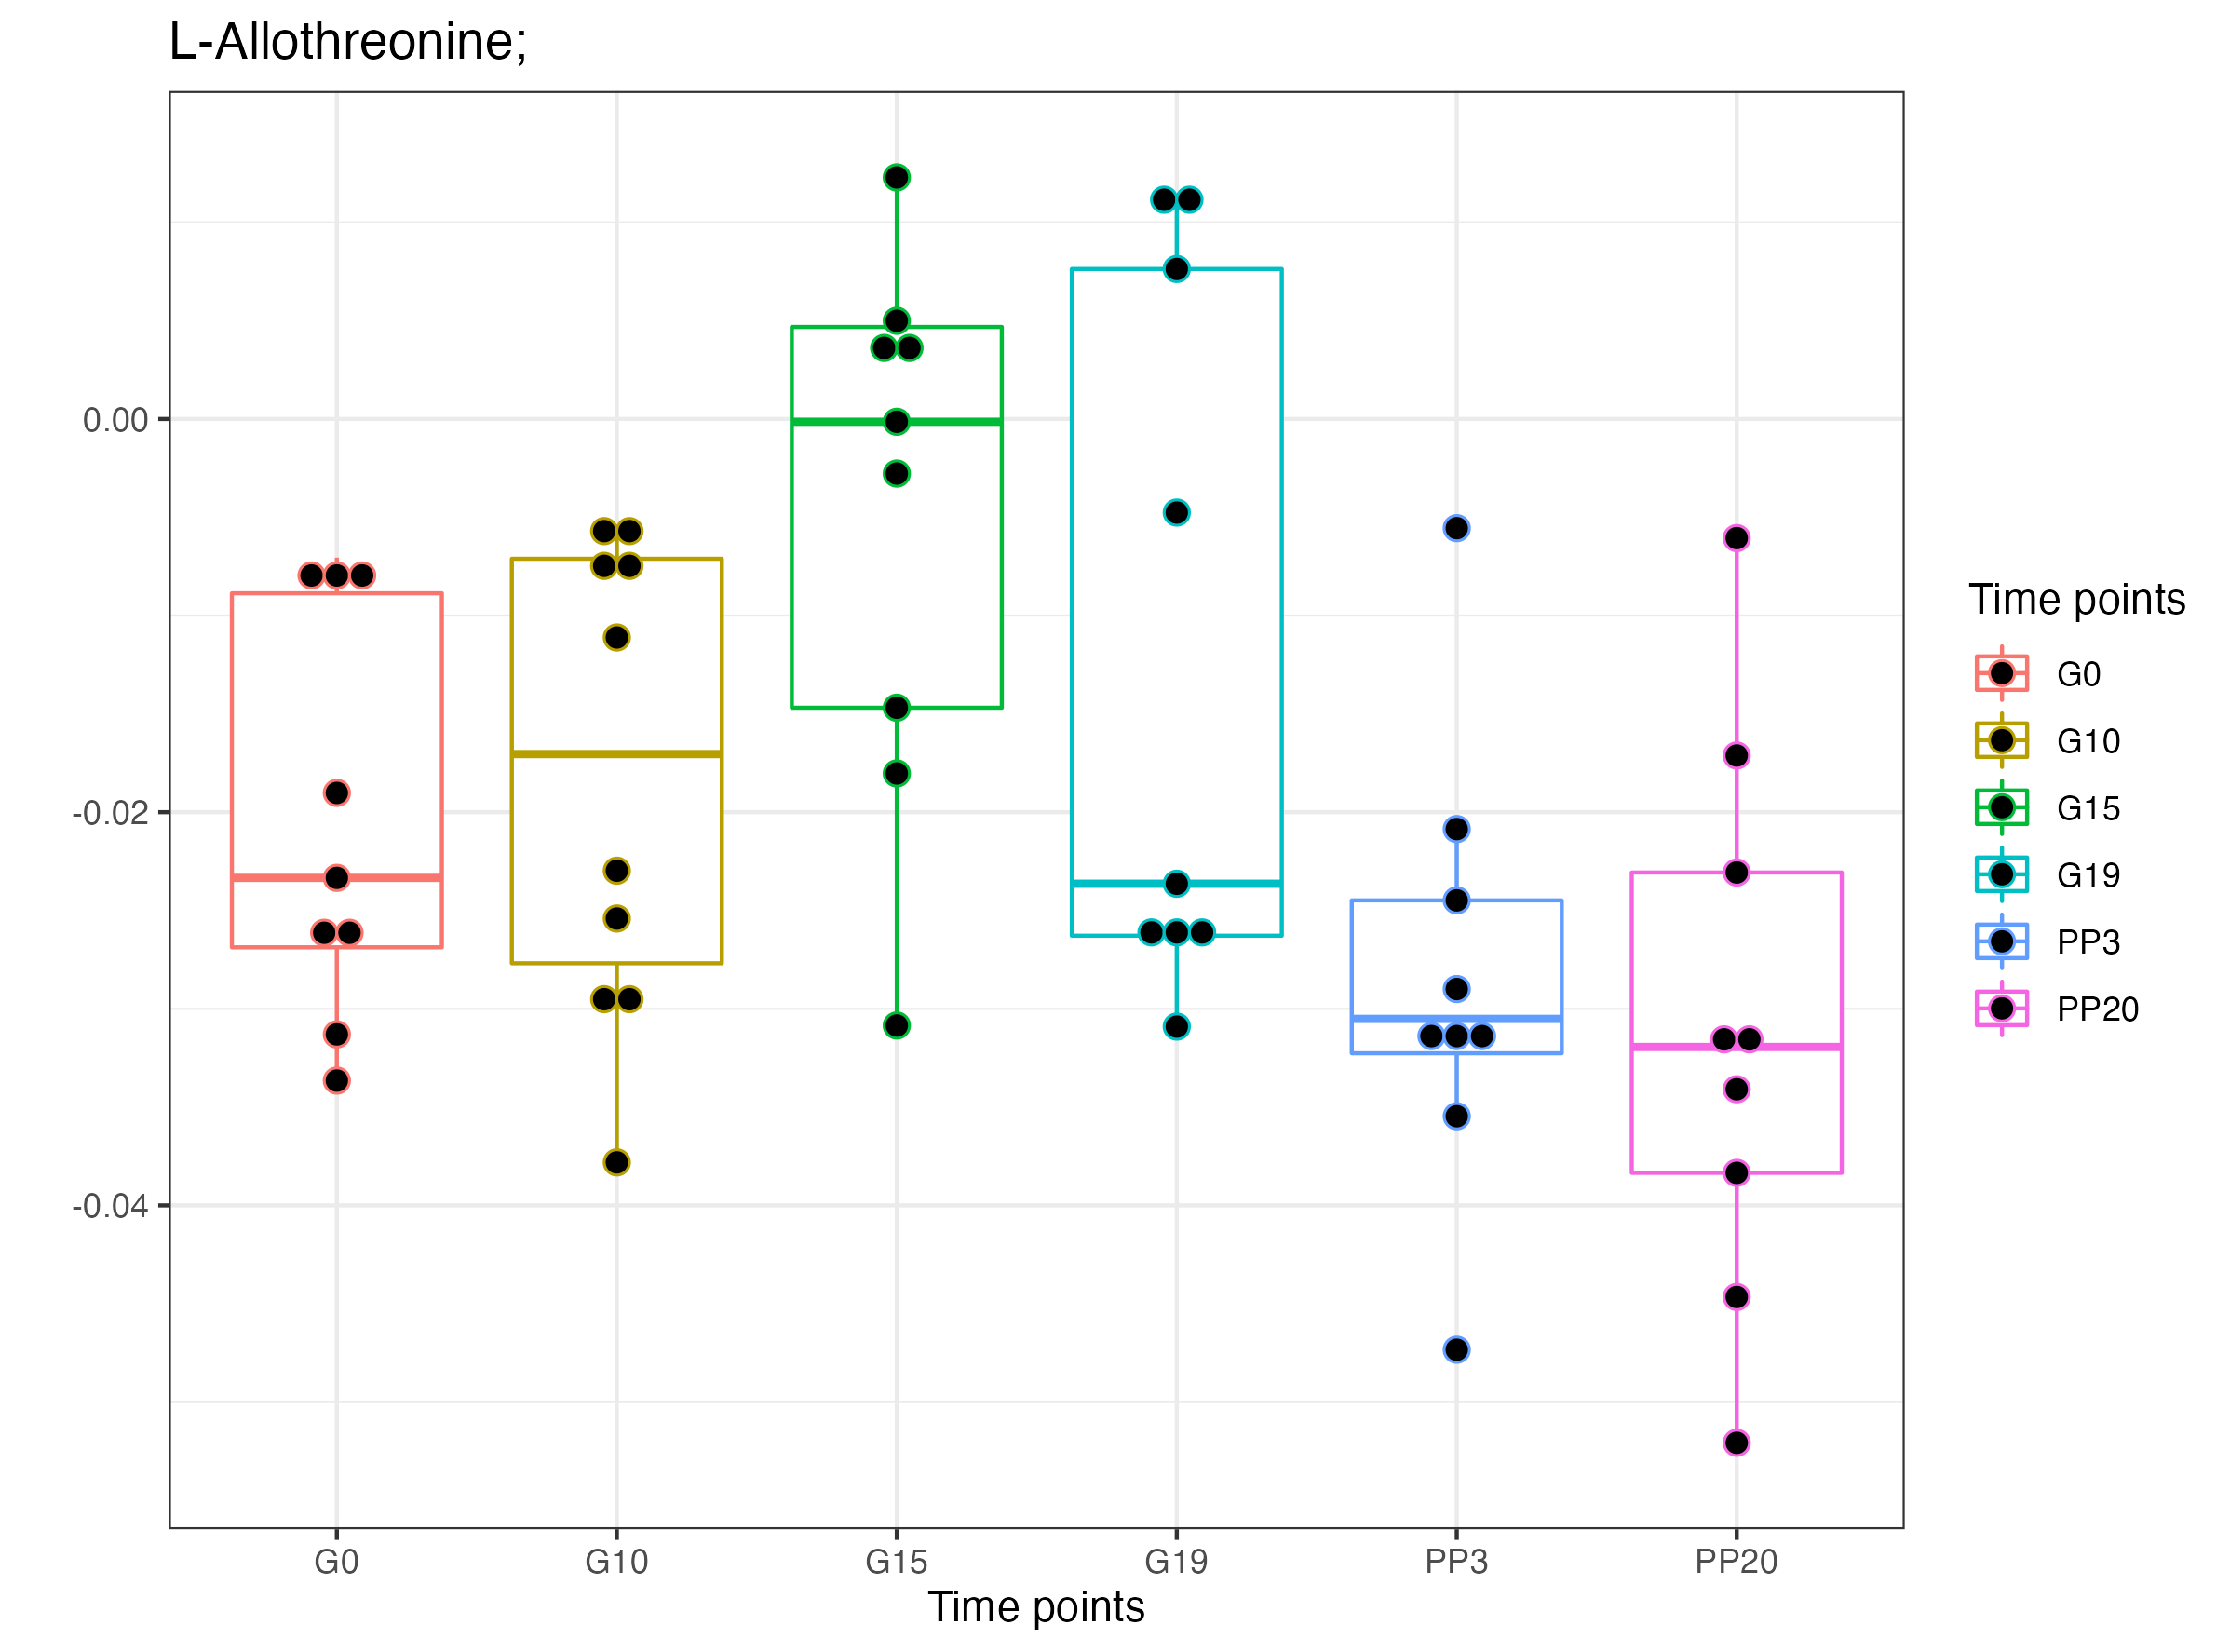 L-Allothreonine;
0.00
-0.02
-0.04
G0 G10 G15 G19 PP3 PP20
Time points
Time points
G0
G10
G15
G19
PP3
PP20